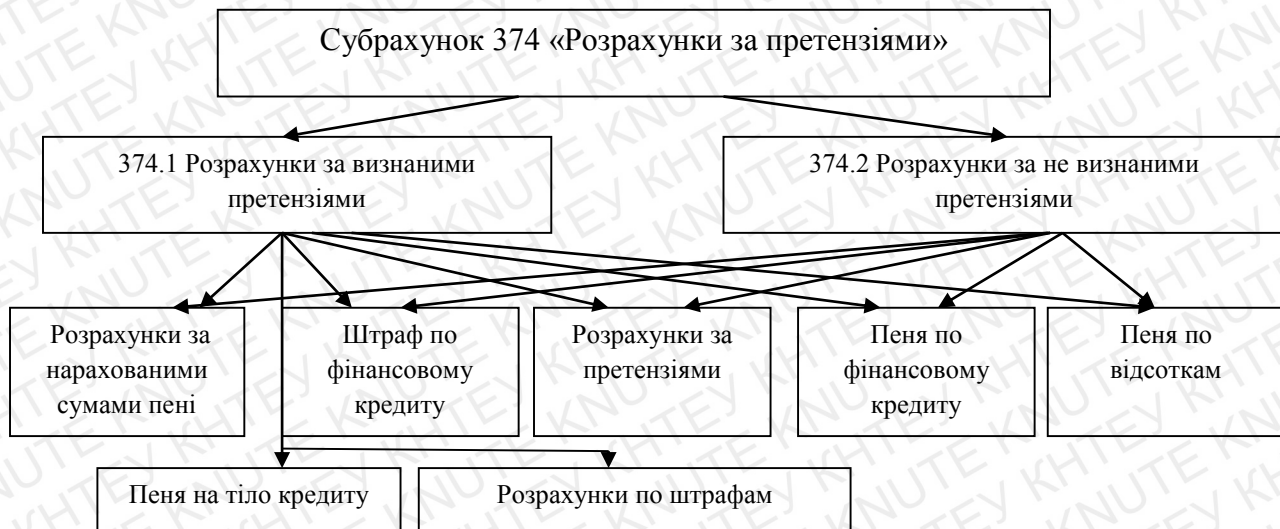 Субрахунок 374 «Розрахунки за претензіями»
374.1 Розрахунки за визнаними
претензіями
374.2 Розрахунки за не визнаними
претензіями
Розрахунки за
нарахованими
сумами пені
Штраф по
фінансовому
кредиту
Розрахунки за
претензіями
Пеня по
фінансовому
кредиту
Пеня по
відсоткам
Пеня на тіло кредиту
Розрахунки по штрафам